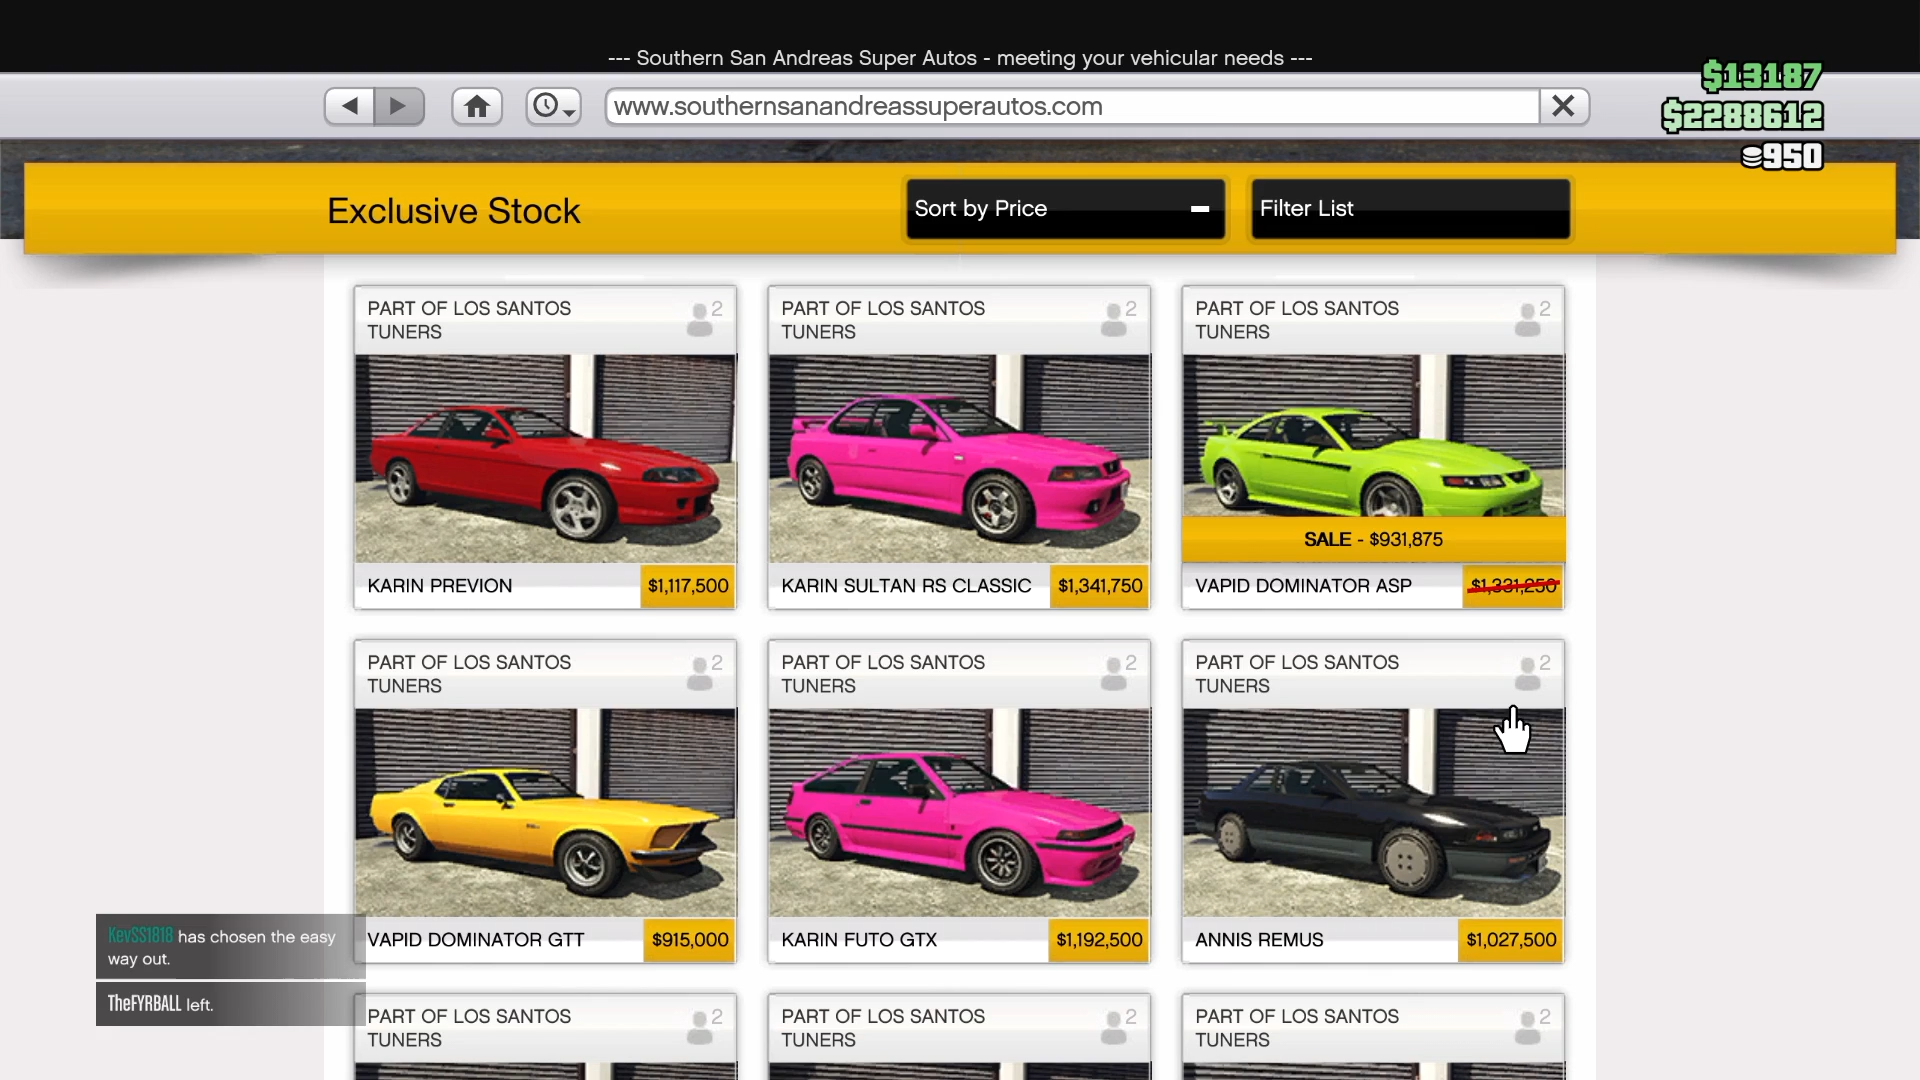 --- Southern San Andreas Super Autos - meeting your vehicular needs ---
$13187
www.southernsanandreassuperautos.com
$2288612
950
Exclusive Stock
Sort by Price
Filter List
PART OF LOS SANTOS
TUNERS
2
PART OF LOS SANTOS
TUNERS
2
PART OF LOS SANTOS
TUNERS
2
SALE - $931,875
KARIN PREVION
$1,117,500
KARIN SULTAN RS CLASSIC
$1,341,750
VAPID DOMINATOR ASP
$1,331,250
PART OF LOS SANTOS
TUNERS
2
PART OF LOS SANTOS
TUNERS
2
PART OF LOS SANTOS
TUNERS
2
VAPID DOMINATOR GTT
$915,000
KARIN FUTO GTX
$1,192,500
ANNIS REMUS
$1,027,500
KevSS1818 has chosen the easy
way out.
TheFYRBALL left.
PART OF LOS SANTOS
TUNERS
2
PART OF LOS SANTOS
TUNERS
2
PART OF LOS SANTOS
TUNERS
2